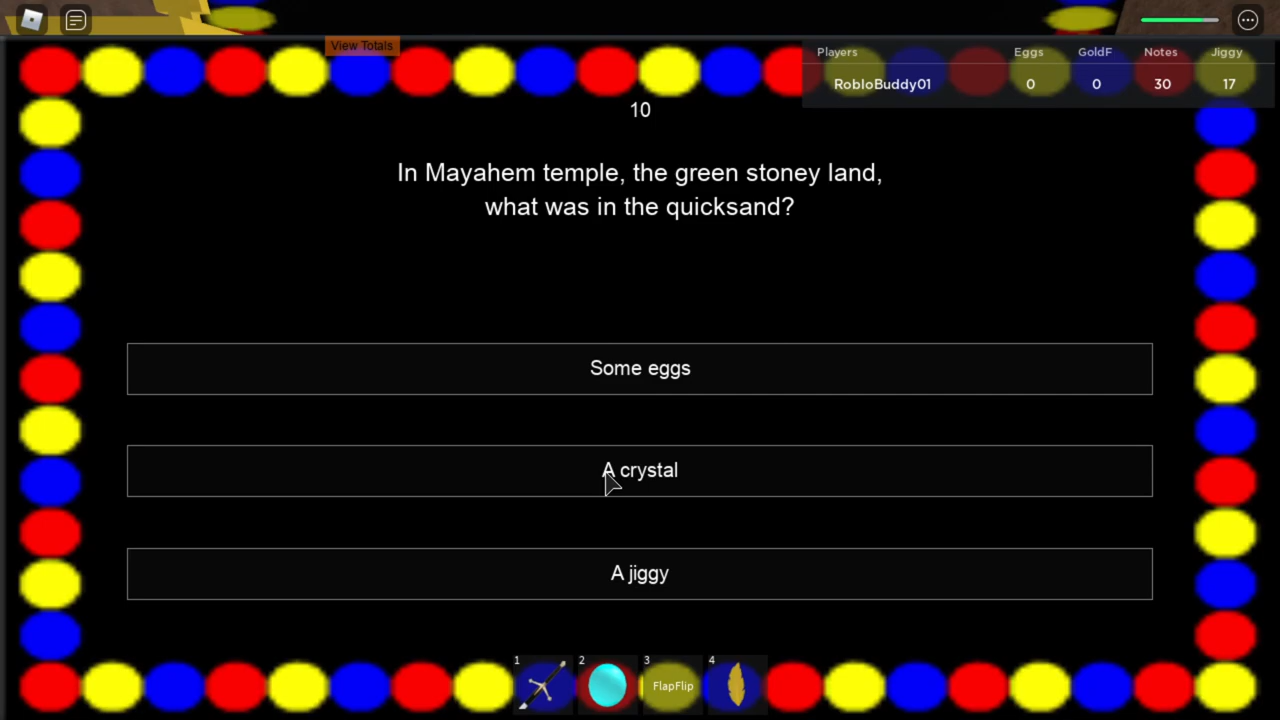 View Totals
Players Eggs GoldF Notes Jiggy
RobloBuddy01 0 0 30 17
10
In Mayahem temple, the green stoney land,
what was in the quicksand?
Some eggs
A crystal
A jiggy
1 2 3 4
FlapFlip